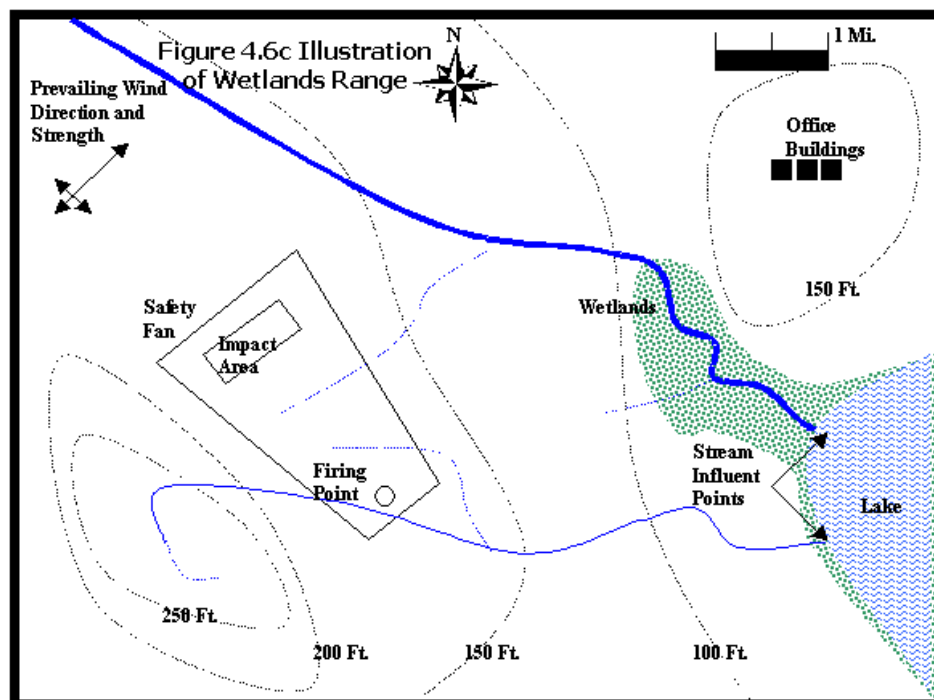 Figure 4.6c Illustration
of Wetlands Range
N
1 Mi.
Prevailing Wind
Direction and
Strength
Office
Buildings
150 Ft.
Wetlands
Safety
Fan
Impact
Area
Firing
Point
Stream
Influent
Points
Lake
250 Ft.
200 Ft.
150 Ft.
100 Ft.